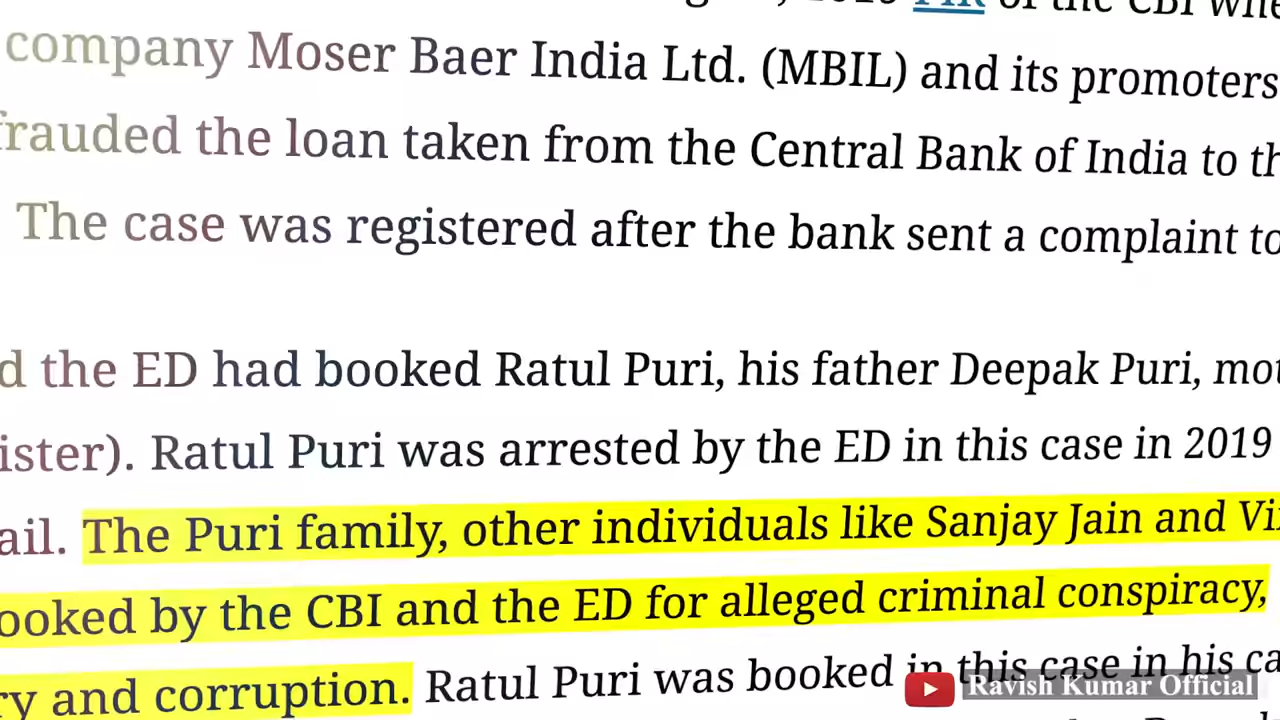 of the CBI
company Moser Baer India Ltd. (MBIL) and its promoters
frauded the loan taken from the Central Bank of India to
The case was registered after the bank sent a complaint to
the ED had booked Ratul Puri, his father Deepak Puri,
ister). Ratul Puri was arrested by the ED in this case in 2019
ail. The Puri family, other individuals like Sanjay Jain and
ooked by the CBI and the ED for alleged criminal conspiracy,
ry and corruption. Ratul Puri was booked in this case in his
Ravish Kumar Official